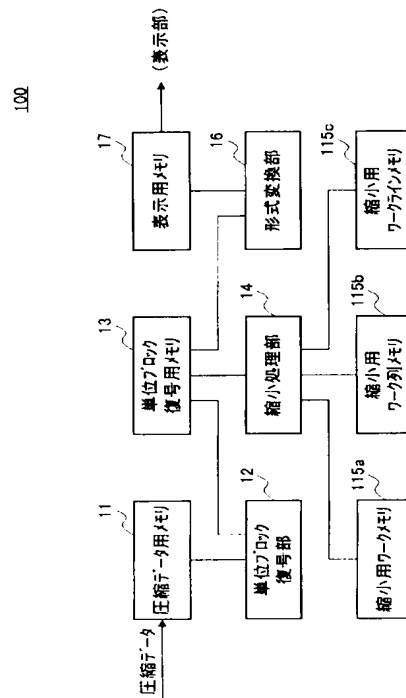 100
圧縮データ
11
圧縮データ用メモリ
13
単位ブロック
復号用メモリ
17
表示用メモリ
(表示部)
12
単位ブロック
復号部
14
縮小処理部
16
形式変換部
115a
縮小用ワークメモリ
115b
縮小用
ワーク列メモリ
115c
縮小用
ワークラインメモリ